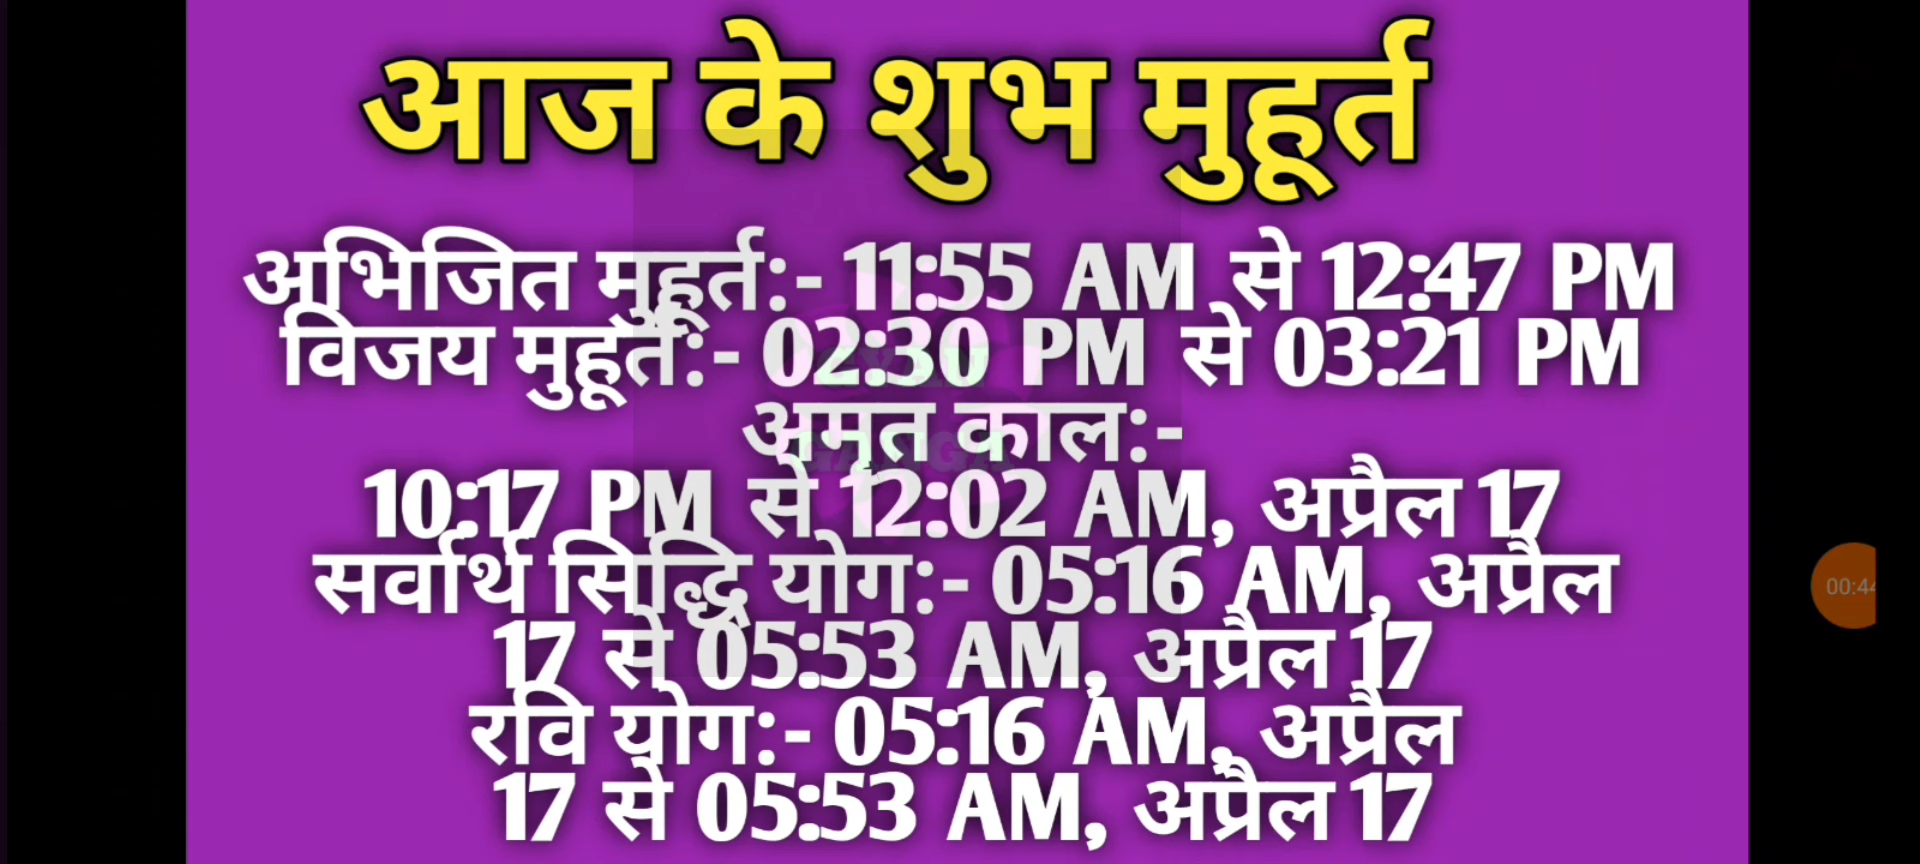 आज के शुभ मुहूर्त
अभिजित मुहूर्त:- 11:55 AM से 12:47 PM
विजय मुहूर्त:- 02:30 PM से 03:21 PM
अमृत काल:-
10:17 PM से 12:02 AM, अप्रैल 17
सर्वार्थ सिद्धि योग:- 05:16 AM, अप्रैल
17 से 05:53 AM, अप्रैल 17
रवि योग:- 05:16 AM, अप्रैल
17 से 05:53 AM, अप्रैल 17
GYAN
GANGA